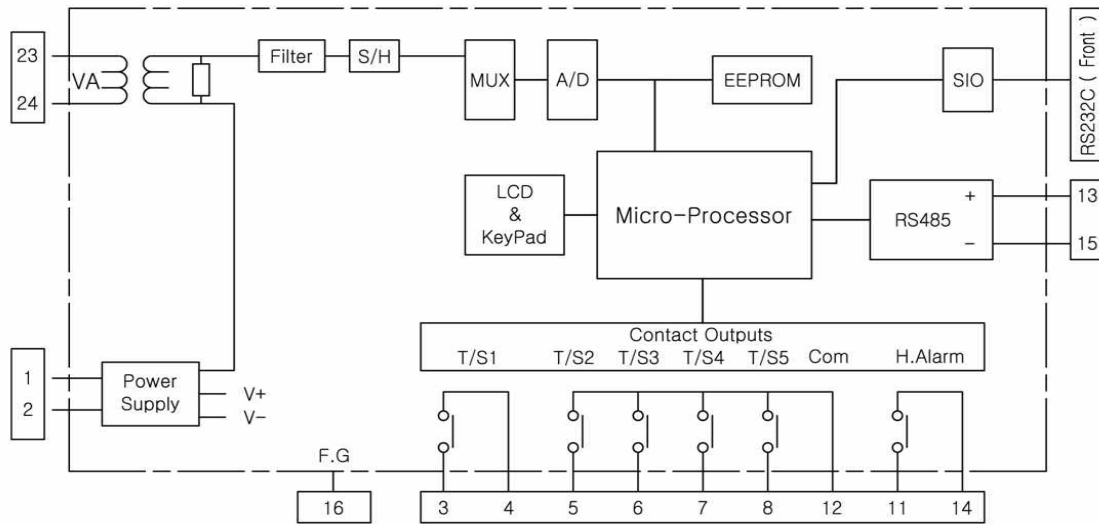 23
24
VA
Filter
S/H
MUX
A/D
EEPROM
SIO
RS232C ( Front )
LCD
&
KeyPad
Micro-Processor
RS485
+
−
13
15
Contact Outputs
T/S1 T/S2 T/S3 T/S4 T/S5 Com H.Alarm
1
2
Power
Supply
V+
V−
F.G
16
3 4 5 6 7 8 12 11 14